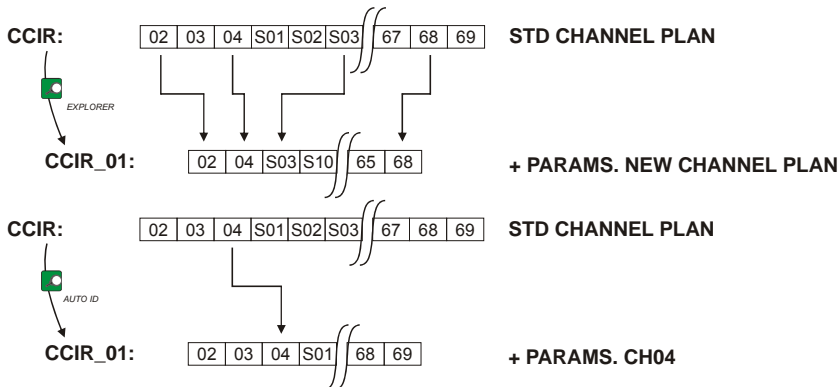 CCIR: 02 03 04 S01 S02 S03 67 68 69 STD CHANNEL PLAN
EXPLORER
CCIR_01: 02 04 S03 S10 65 68 + PARAMS. NEW CHANNEL PLAN
CCIR: 02 03 04 S01 S02 S03 67 68 69 STD CHANNEL PLAN
AUTO ID
CCIR_01: 02 03 04 S01 68 69 + PARAMS. CH04